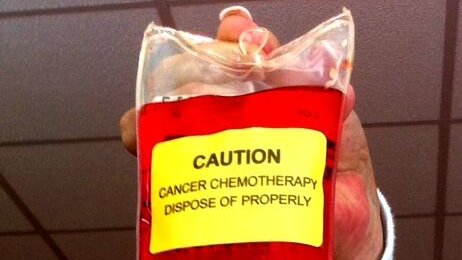 CAUTION
CANCER CHEMOTHERAPY
DISPOSE OF PROPERLY